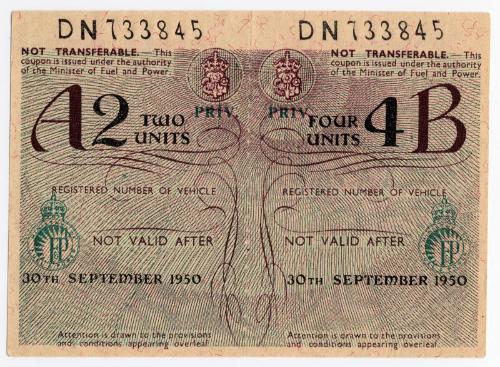 DN733845
NOT TRANSFERABLE. This
coupon is issued under the authority
of the Minister of Fuel and Power.
PRIV.
A2 TWO
UNITS
REGISTERED NUMBER OF VEHICLE
FP
NOT VALID AFTER
30TH SEPTEMBER 1950
Attention is drawn to the provisions
and conditions appearing overleaf
DN733845
NOT TRANSFERABLE. This
coupon is issued under the authority
of the Minister of Fuel and Power.
PRIV.
FOUR 4B
UNITS
REGISTERED NUMBER OF VEHICLE
FP
NOT VALID AFTER
30TH SEPTEMBER 1950
Attention is drawn to the provisions
and conditions appearing overleaf